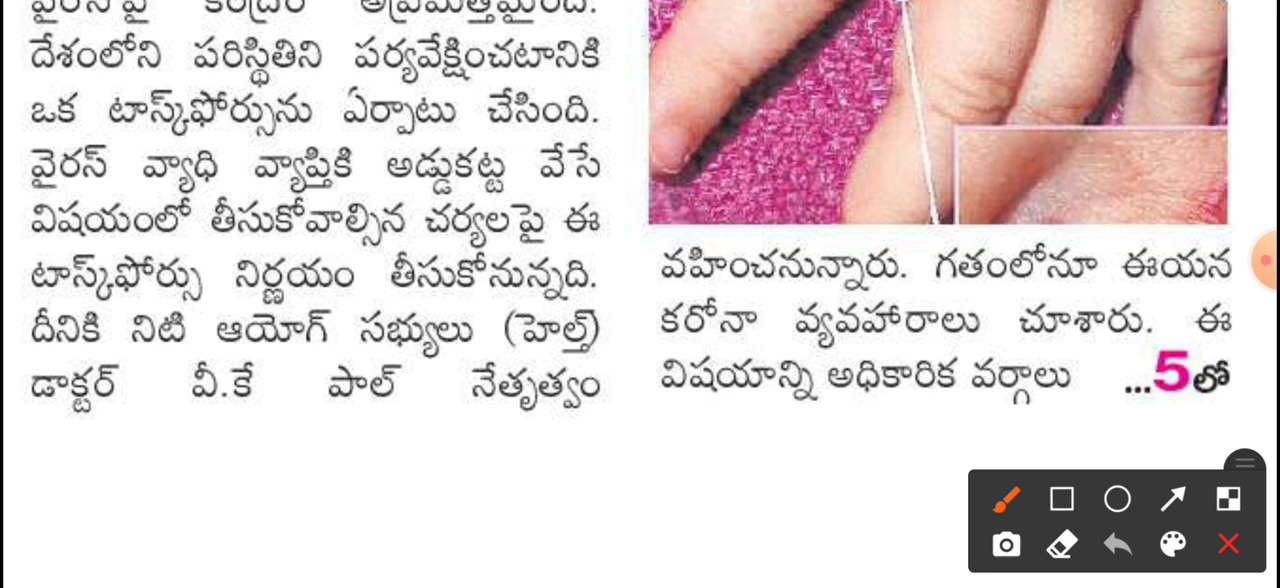 దేశంలోని పరిస్థితిని పర్యవేక్షించటానికి
ఒక టాస్క్‌ఫోర్సును ఏర్పాటు చేసింది.
వైరస్ వ్యాధి వ్యాప్తికి అడ్డుకట్ట వేసే
విషయంలో తీసుకోవాల్సిన చర్యలపై ఈ
టాస్క్‌ఫోర్సు నిర్ణయం తీసుకోనున్నది.
దీనికి నిటి ఆయోగ్ సభ్యులు (హెల్త్)
డాక్టర్ వీ.కే పాల్ నేతృత్వం
వహించనున్నారు. గతంలోనూ ఈయన
కరోనా వ్యవహారాలు చూశారు. ఈ
విషయాన్ని అధికారిక వర్గాలు ...5లో